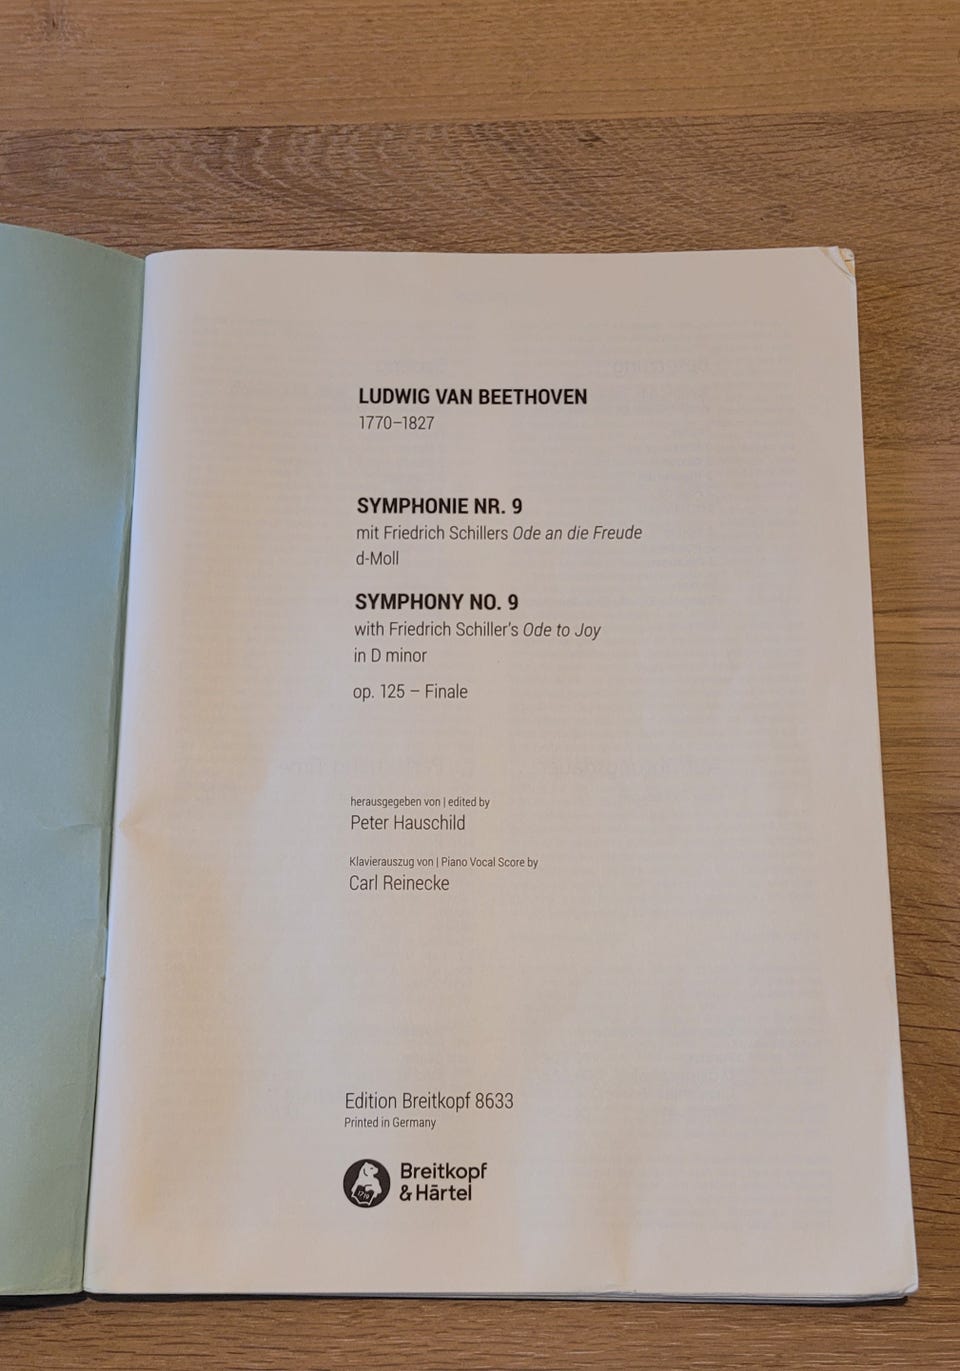 LUDWIG VAN BEETHOVEN
1770–1827
SYMPHONIE NR. 9
mit Friedrich Schillers Ode an die Freude
d-Moll
SYMPHONY NO. 9
with Friedrich Schiller’s Ode to Joy
in D minor
op. 125 – Finale
herausgegeben von | edited by
Peter Hauschild
Klavierauszug von | Piano Vocal Score by
Carl Reinecke
Edition Breitkopf 8633
Printed in Germany
1719
Breitkopf
& Härtel